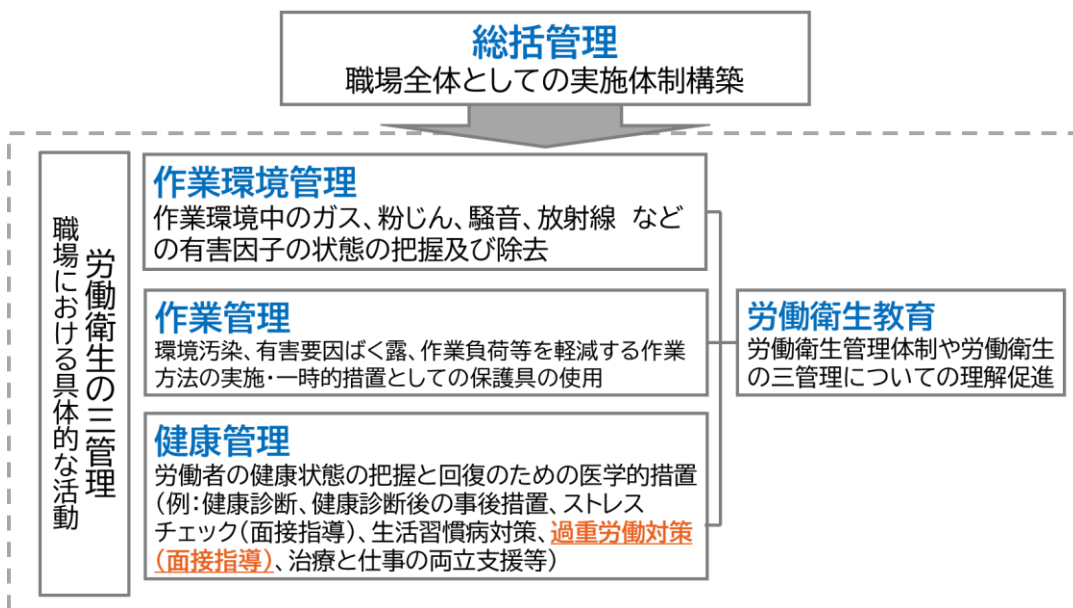 総括管理
職場全体としての実施体制構築
労働衛生の三管理
職場における具体的な活動
作業環境管理
作業環境中のガス、粉じん、騒音、放射線 など
の有害因子の状態の把握及び除去
作業管理
環境汚染、有害要因ばく露、作業負荷等を軽減する作業
方法の実施・一時的措置としての保護具の使用
健康管理
労働者の健康状態の把握と回復のための医学的措置
(例:健康診断、健康診断後の事後措置、ストレス
チェック(面接指導)、生活習慣病対策、過重労働対策
(面接指導)、治療と仕事の両立支援等)
労働衛生教育
労働衛生管理体制や労働衛生
の三管理についての理解促進